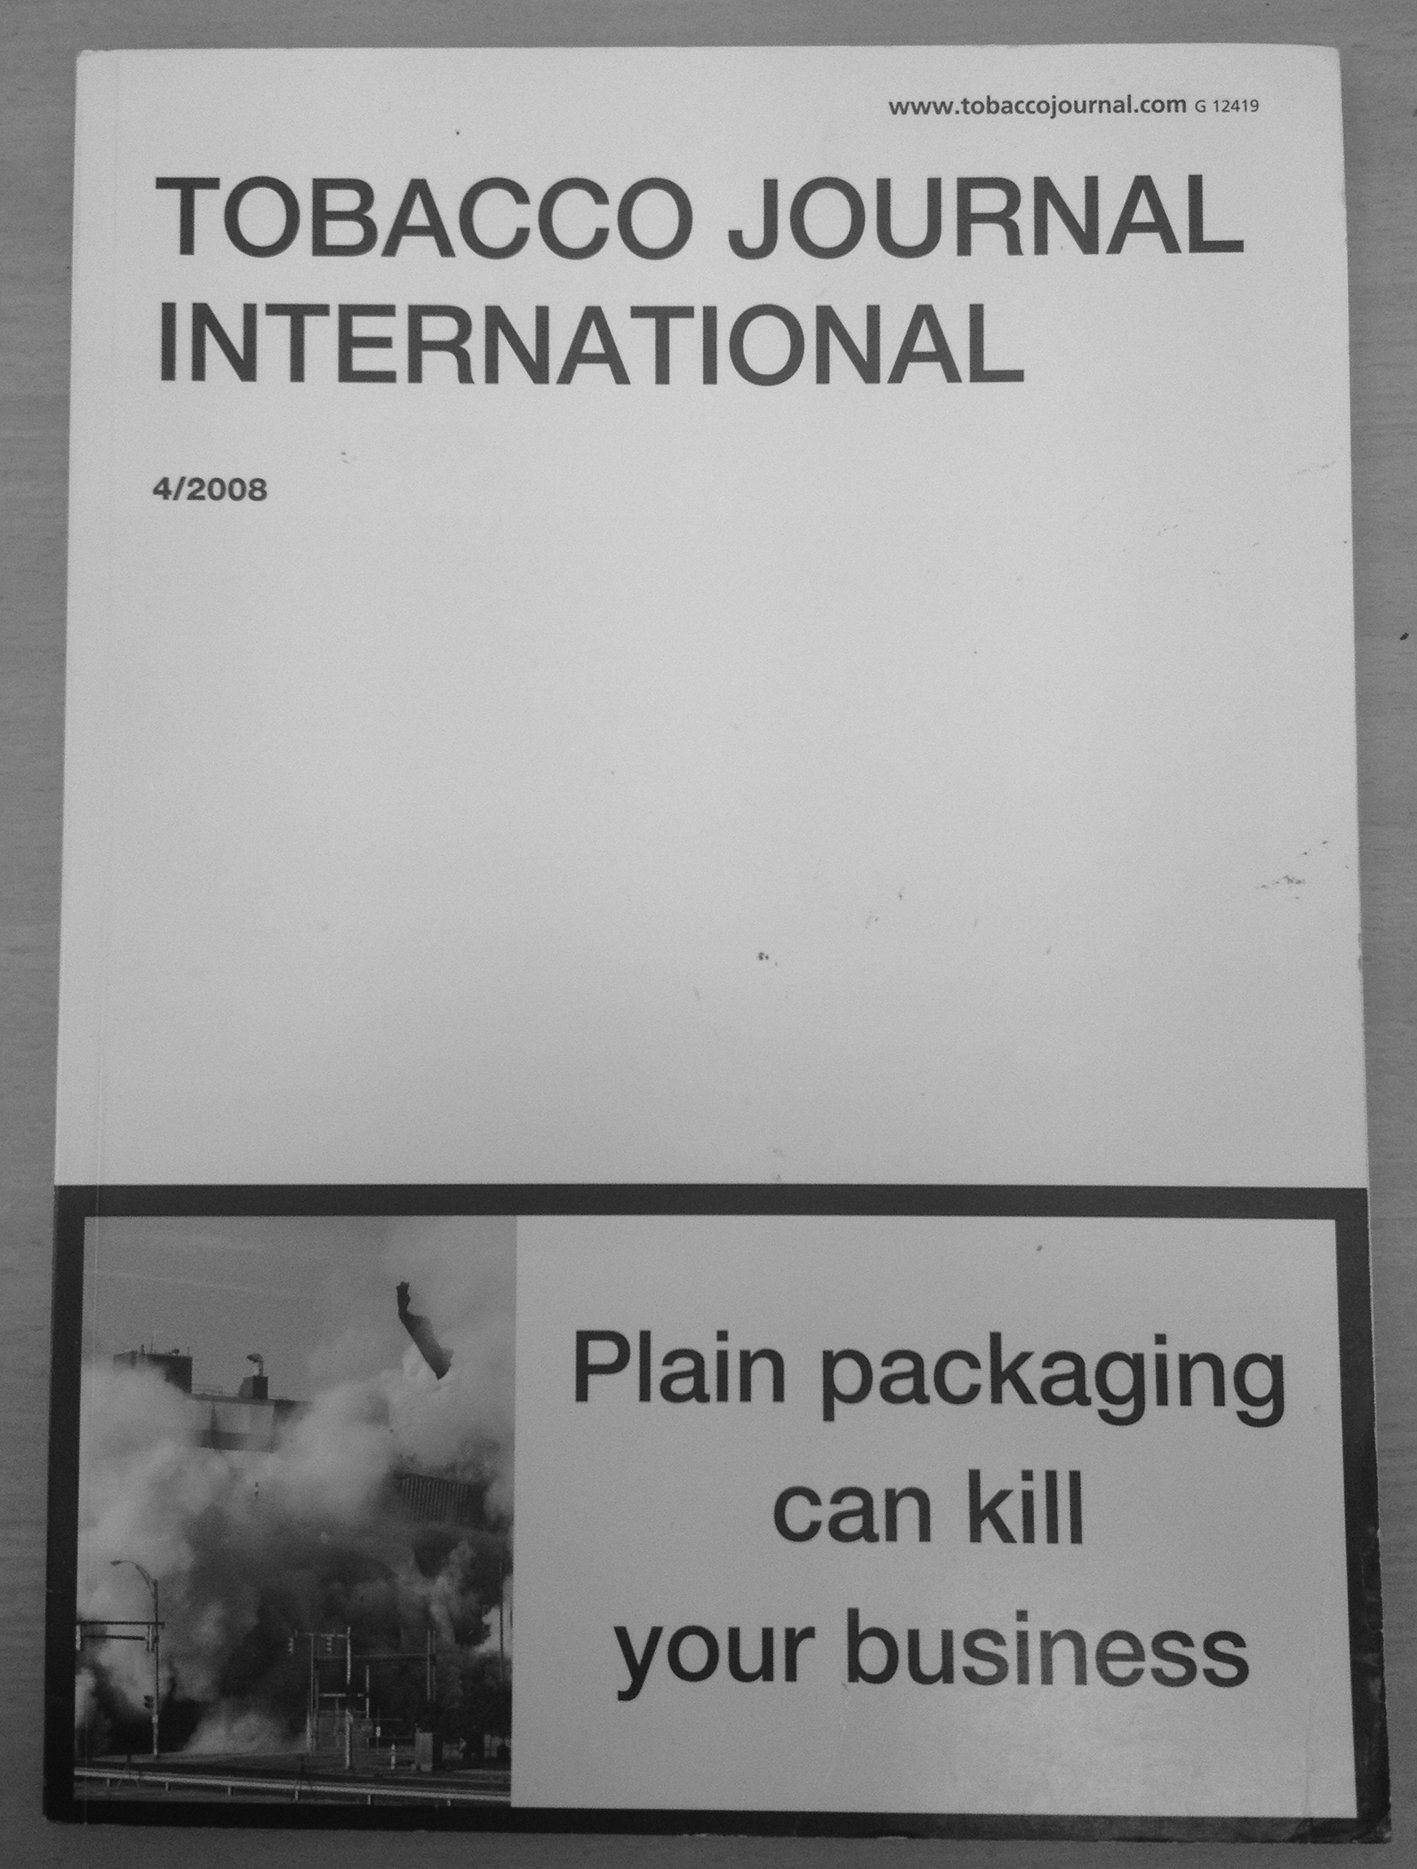 www.tobaccojournal.com G 12419
TOBACCO JOURNAL
INTERNATIONAL
4/2008
Plain packaging
can kill
your business